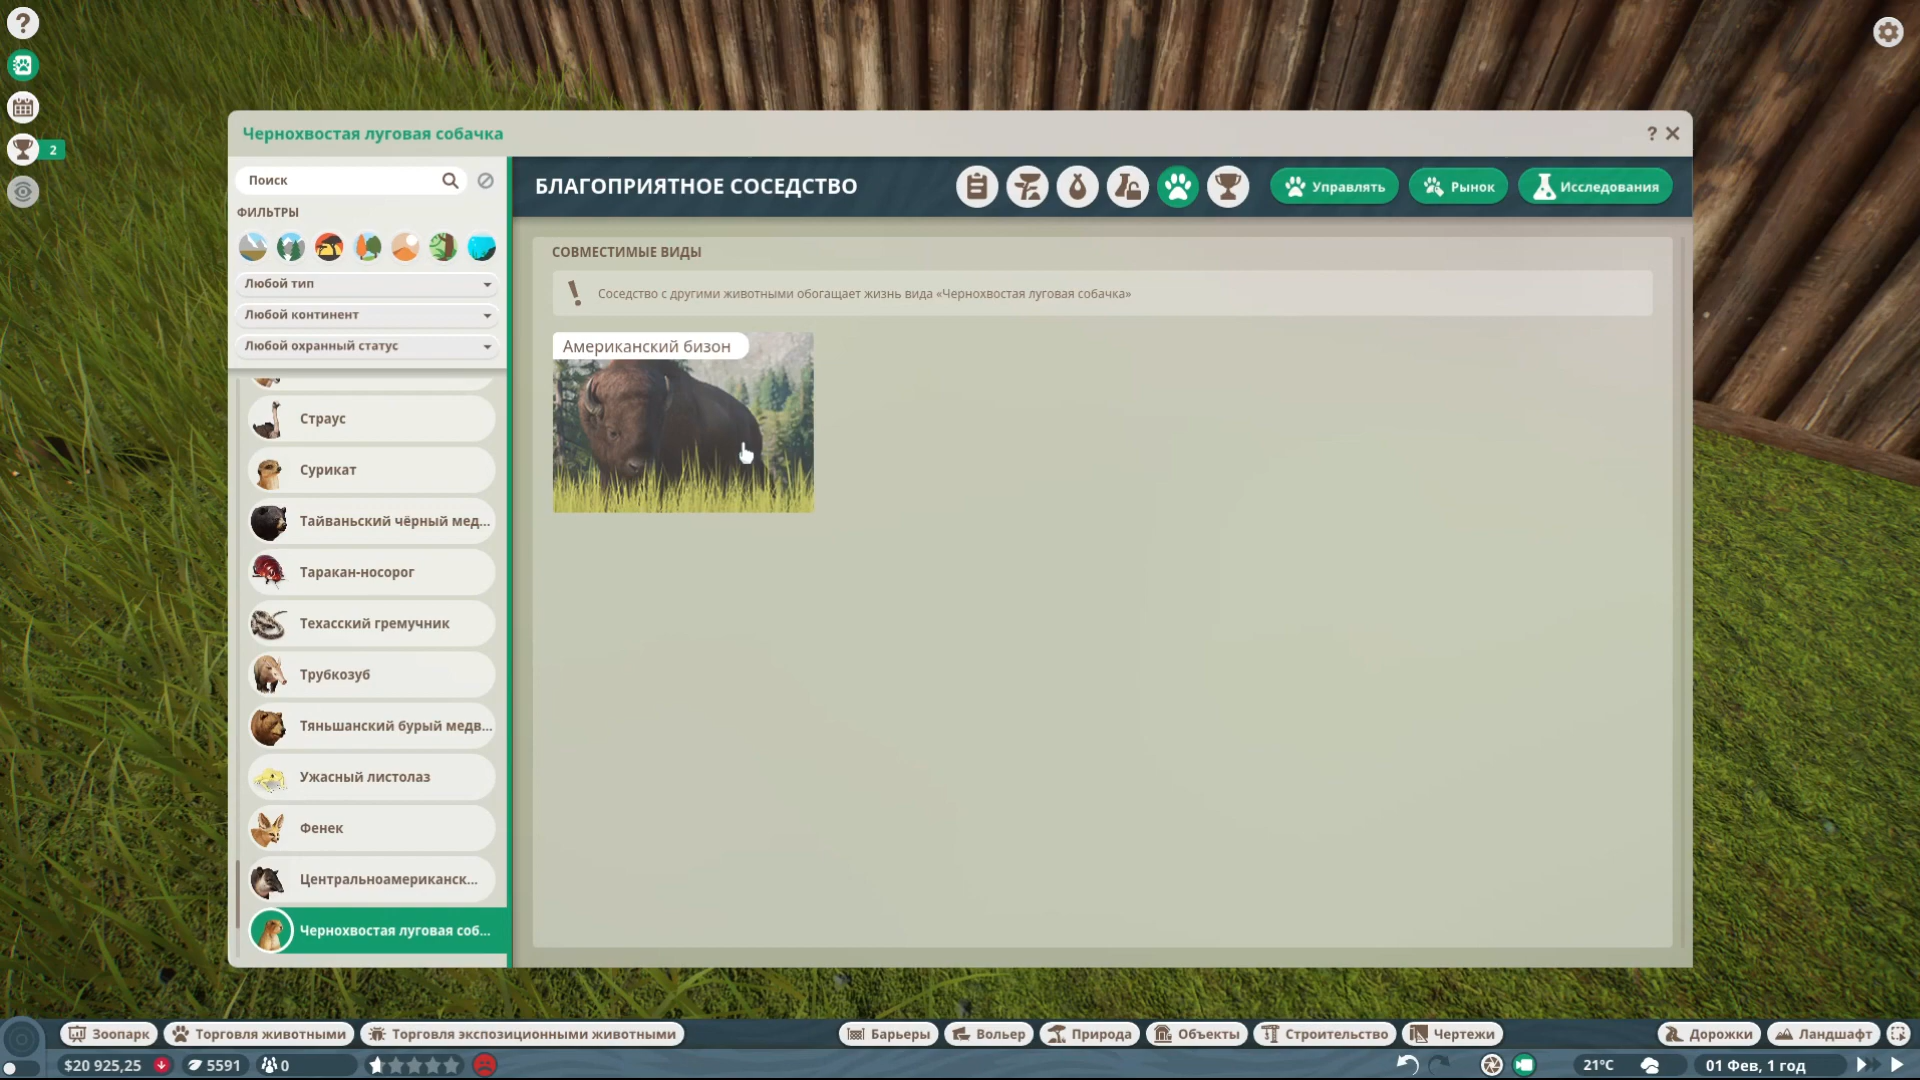 ?
2
Чернохвостая луговая собачка
?
Поиск
ФИЛЬТРЫ
Любой тип
Любой континент
Любой охранный статус
Страус
Сурикат
Тайваньский чёрный мед...
Таракан-носорог
Техасский гремучник
Трубкозуб
Тяньшанский бурый медв...
Ужасный листолаз
Фенек
Центральноамериканск...
Чернохвостая луговая соб...
БЛАГОПРИЯТНОЕ СОСЕДСТВО
Управлять
Рынок
Исследования
СОВМЕСТИМЫЕ ВИДЫ
Соседство с другими животными обогащает жизнь вида «Чернохвостая луговая собачка»
Американский бизон
Зоопарк
Торговля животными
Торговля экспозиционными животными
Барьеры
Вольер
Природа
Объекты
Строительство
Чертежи
Дорожки
Ландшафт
$20 925,25
5591
0
21°C
01 Фев, 1 год